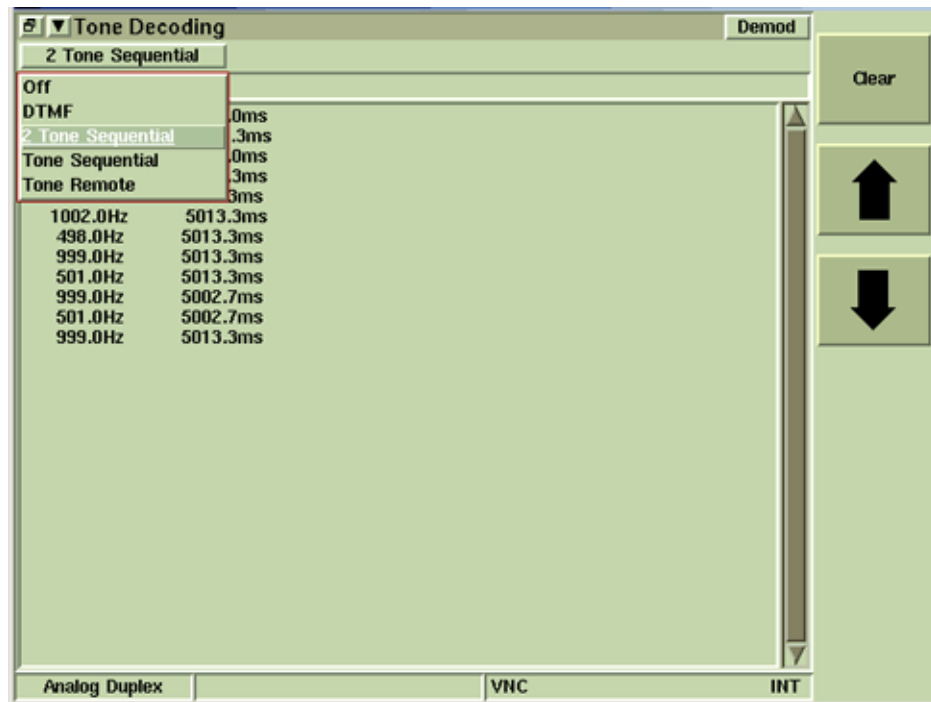 Tone Decoding Demod
2 Tone Sequential
Off
DTMF .0ms
2 Tone Sequential .3ms
Tone Sequential .0ms
.3ms
Tone Remote
3ms
1002.0Hz 5013.3ms
498.0Hz 5013.3ms
999.0Hz 5013.3ms
501.0Hz 5013.3ms
999.0Hz 5002.7ms
501.0Hz 5002.7ms
999.0Hz 5013.3ms
Clear
Analog Duplex VNC INT